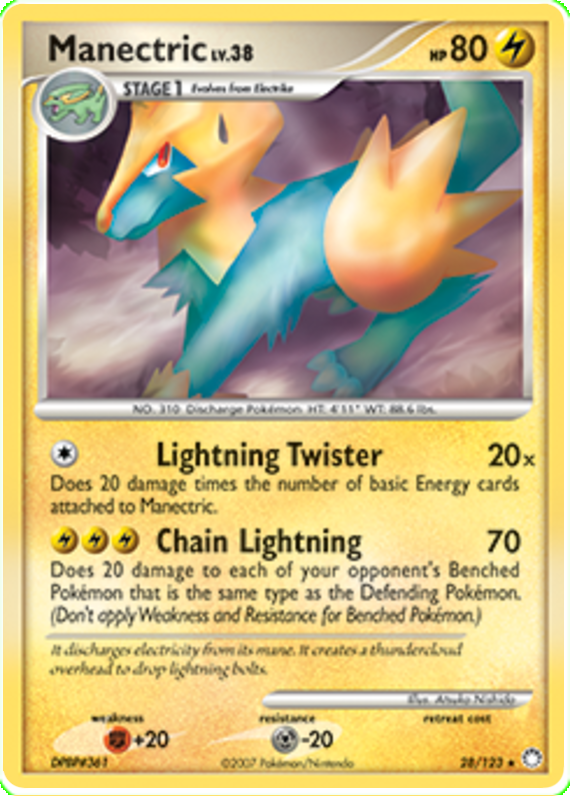 Manectric LV.38 HP 80
STAGE 1 Evolves from Electrike
NO. 310 Discharge Pokémon HT: 4'11" WT: 88.6 lbs.
Lightning Twister 20x
Does 20 damage times the number of basic Energy cards
attached to Manectric.
Chain Lightning 70
Does 20 damage to each of your opponent's Benched
Pokémon that is the same type as the Defending Pokémon.
(Don't apply Weakness and Resistance for Benched Pokémon.)
It discharges electricity from its mane. It creates a thundercloud
overhead to drop lightning bolts.
Illus. Atsuko Nishida
weakness resistance retreat cost
+20 -20
DPBP#361 ©2007 Pokémon/Nintendo 28/123 ★